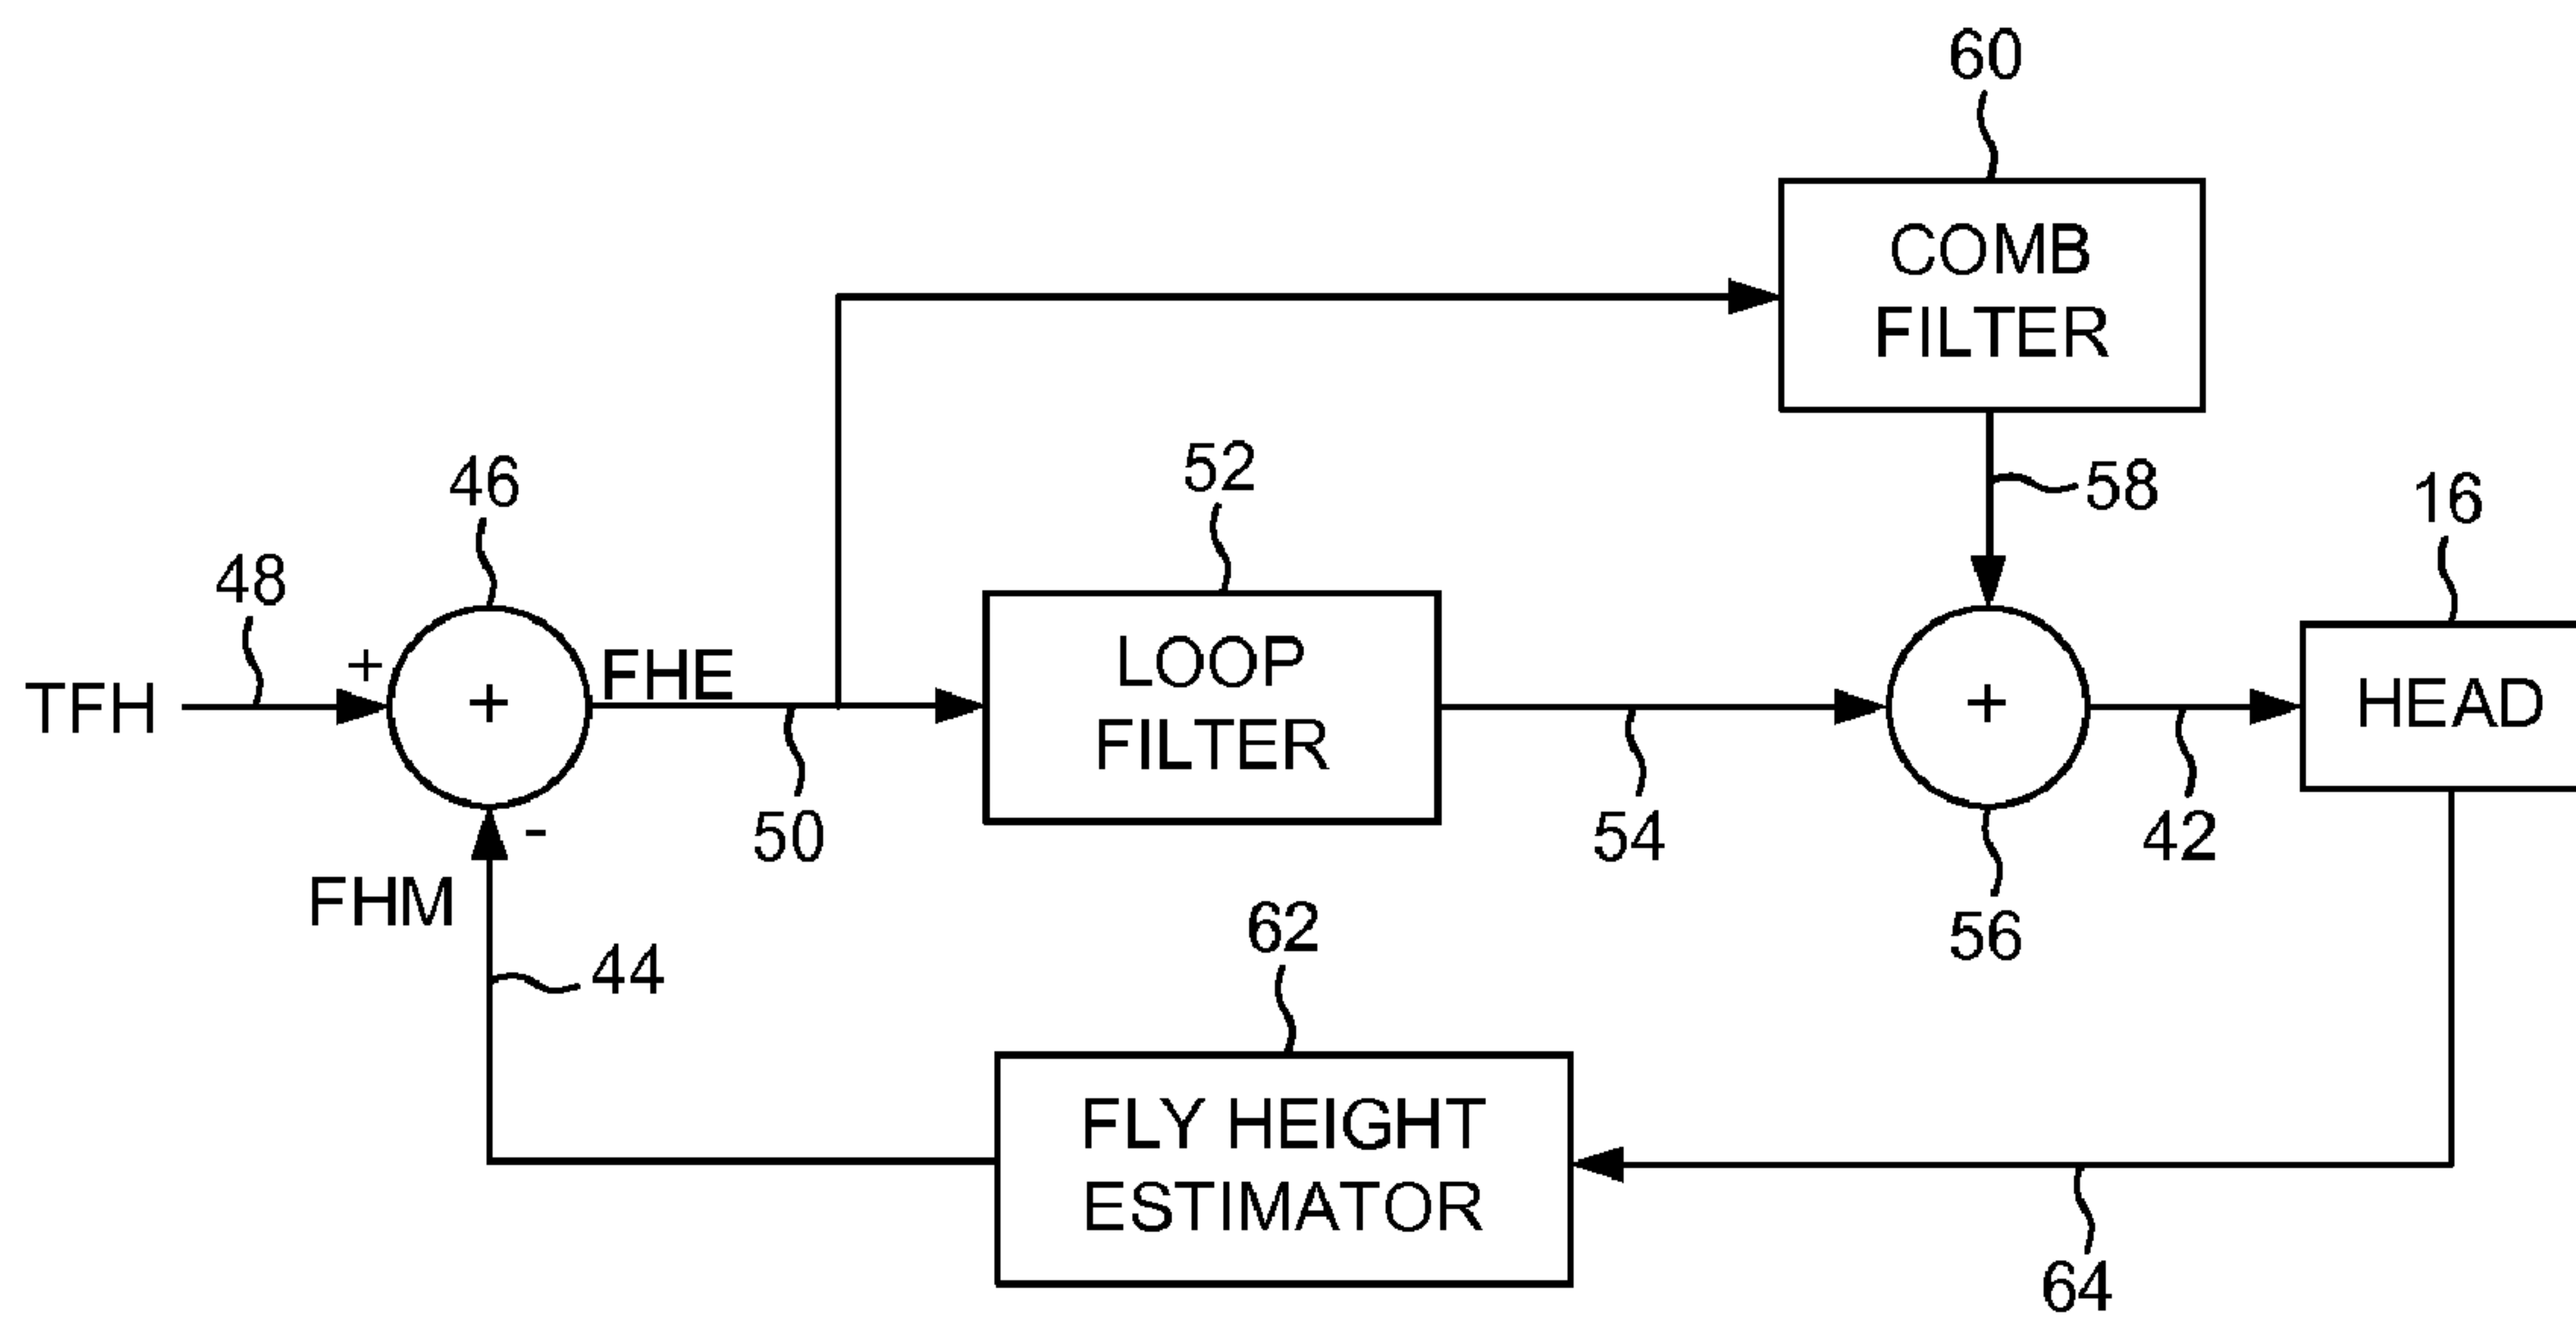 60
COMB
FILTER
58
46
52
16
48
+
+
TFH
FHE
LOOP
FILTER
+
HEAD
50
54
42
-
FHM
56
44
62
FLY HEIGHT
ESTIMATOR
64